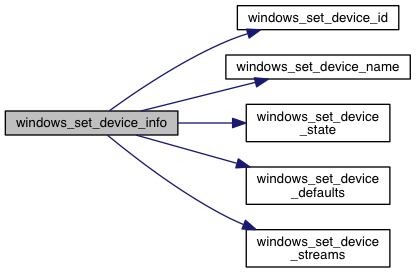 windows_set_device_id
windows_set_device_name
windows_set_device_info
windows_set_device
_state
windows_set_device
_defaults
windows_set_device
_streams